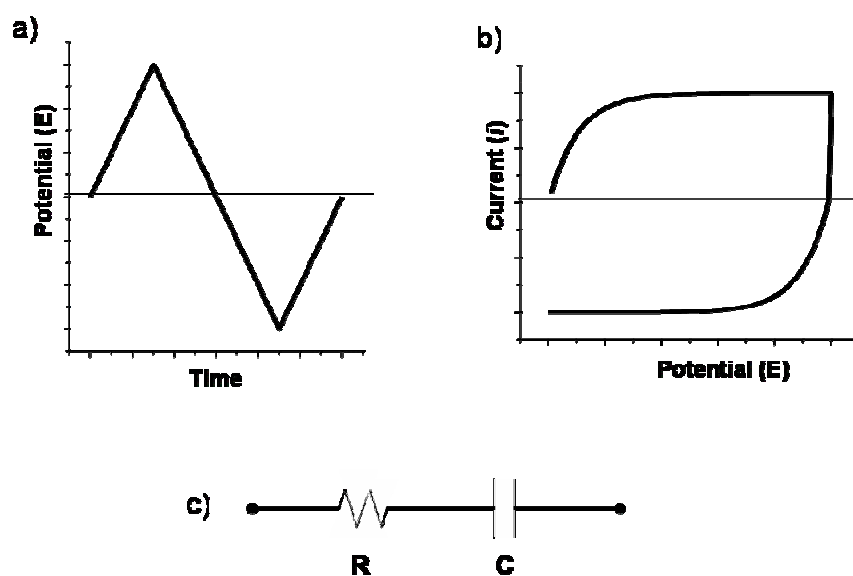 a)
Potential (E)
Time
b)
Current (i)
Potential (E)
c)
R
C